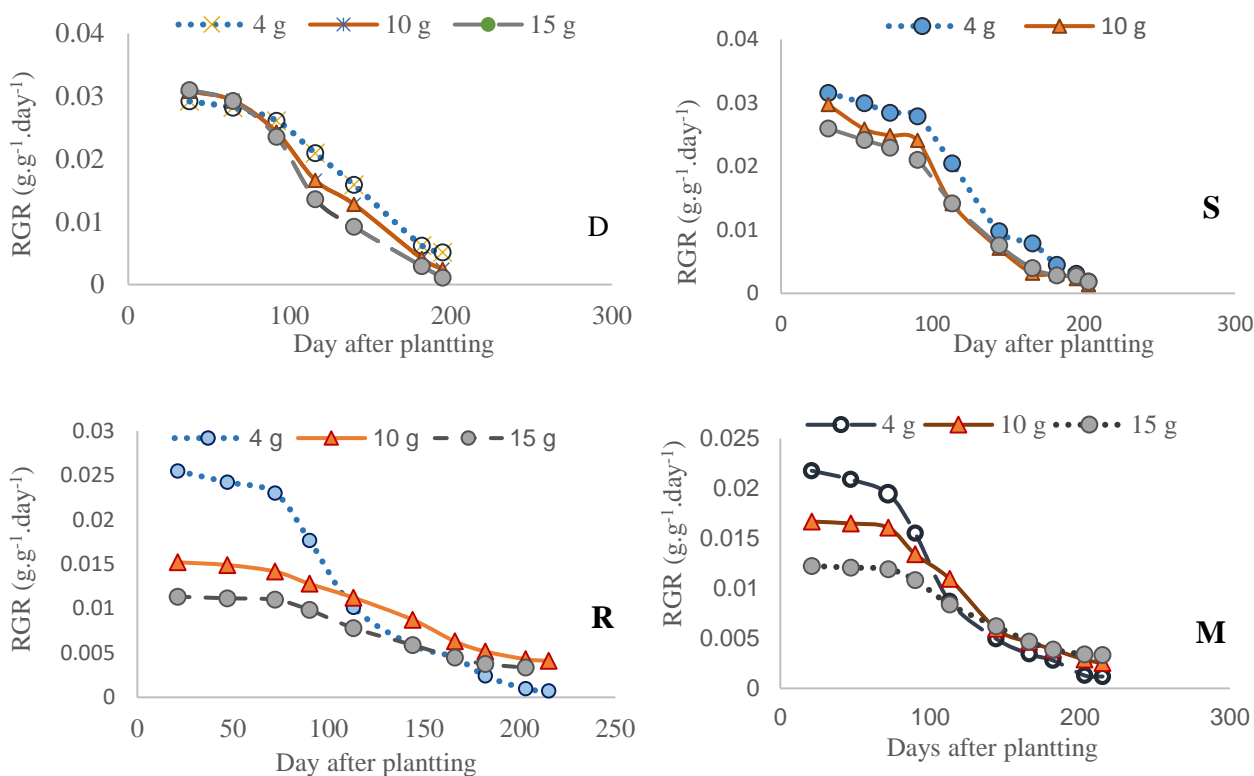 4 g 10 g 15 g
RGR (g.g-1.day-1)
0.04
0.03
0.02
0.01
0
0 100 200 300
Day after plantting
D
4 g 10 g
RGR (g.g-1.day-1)
0.04
0.03
0.02
0.01
0
0 100 200 300
Day after plantting
S
4 g 10 g 15 g
RGR (g.g-1.day-1)
0.03
0.025
0.02
0.015
0.01
0.005
0
0 50 100 150 200 250
Day after plantting
R
4 g 10 g 15 g
RGR (g.g-1.day-1)
0.025
0.02
0.015
0.01
0.005
0
0 100 200 300
Days after plantting
M